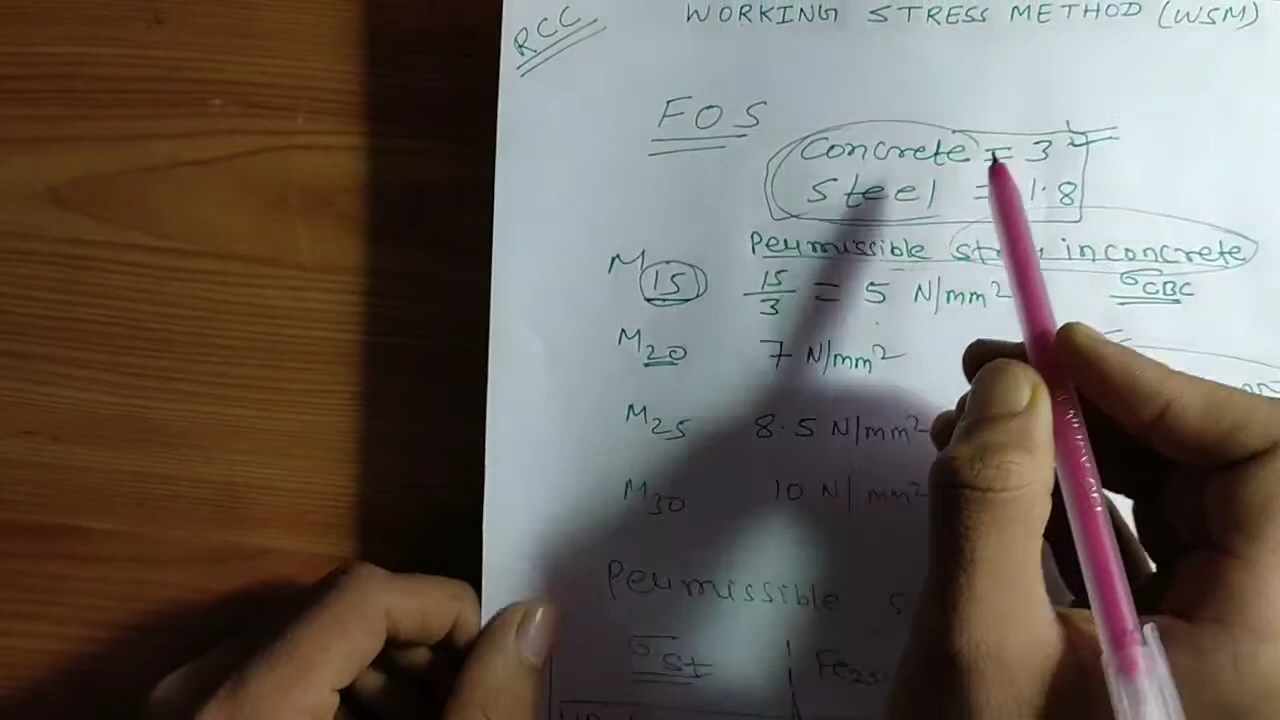 RCC
WORKING STRESS METHOD (WSM)
FOS
Concrete = 3
Steel = 1.8
Permissible in concrete
M15 15/3 = 5 N/mm² σCBC
M20 7 N/mm²
M25 8.5 N/mm²
M30 10 N/mm²
Permissible
σst